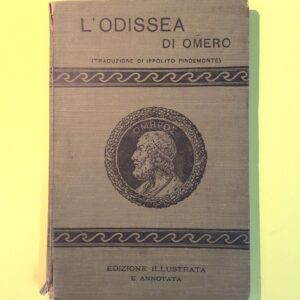 L'ODISSEA
DI OMERO
(TRADUZIONE DI IPPOLITO PINDEMONTE)
ΟΜΗΡΟΣ
EDIZIONE ILLUSTRATA
E ANNOTATA